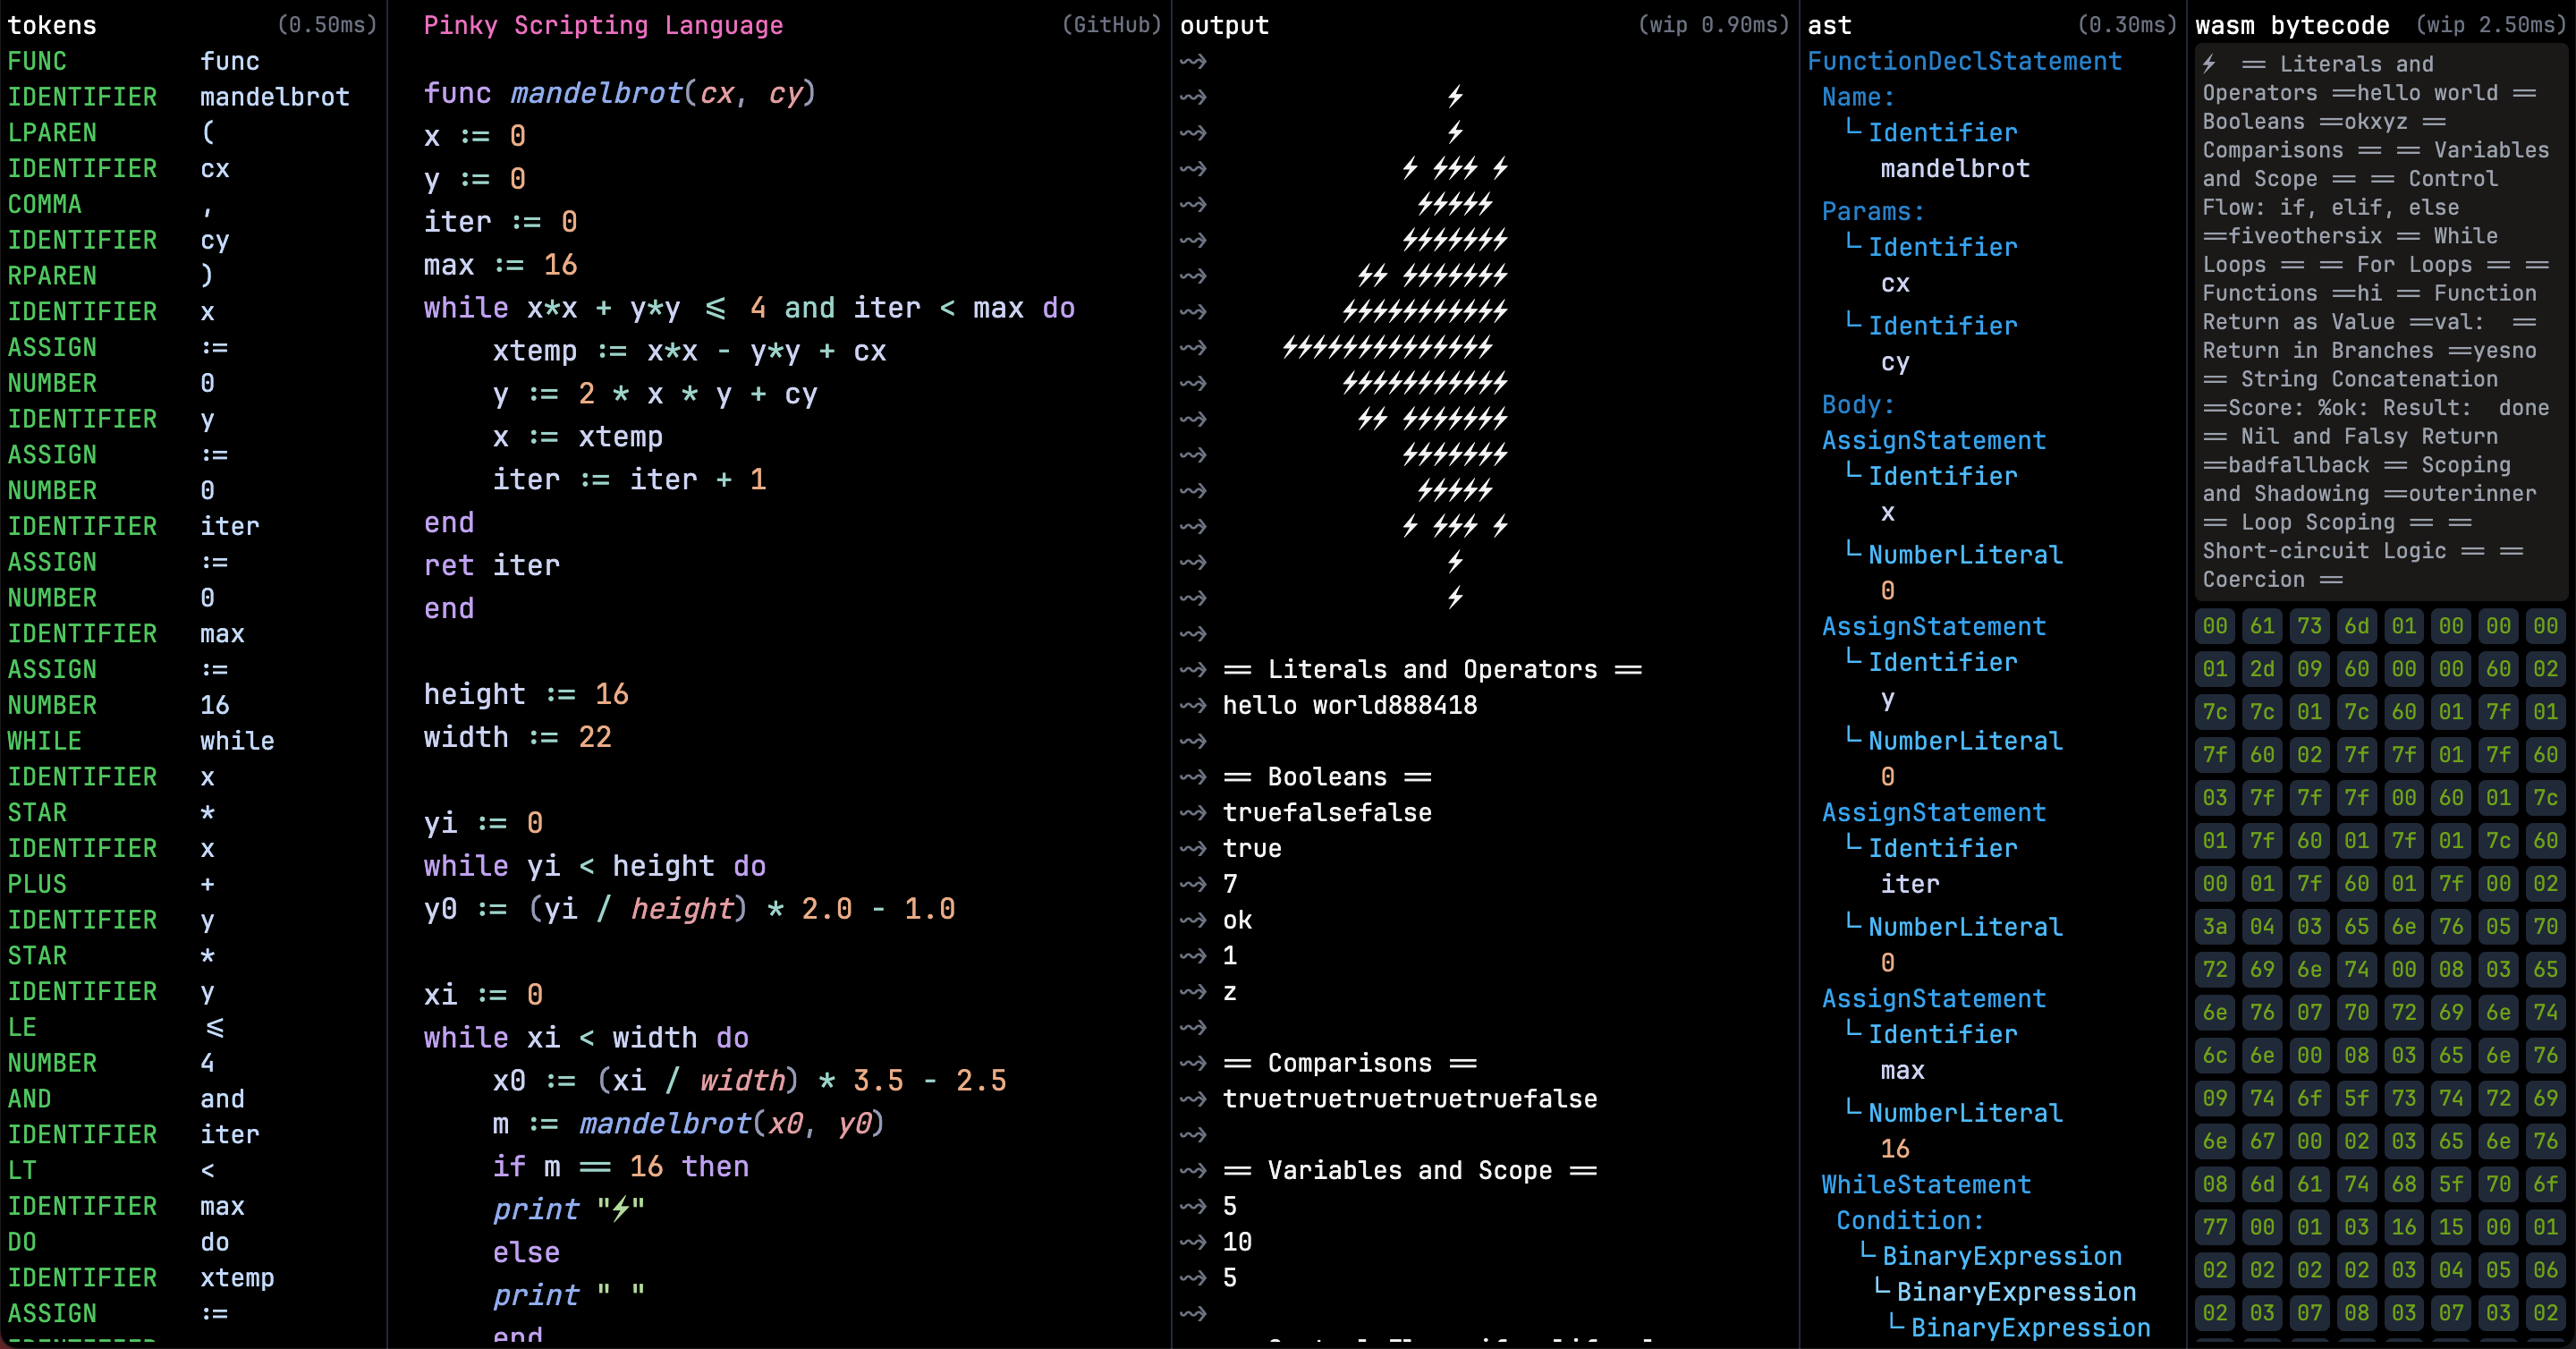 tokens (0.50ms)
FUNC func
IDENTIFIER mandelbrot
LPAREN (
IDENTIFIER cx
COMMA ,
IDENTIFIER cy
RPAREN )
IDENTIFIER x
ASSIGN :=
NUMBER 0
IDENTIFIER y
ASSIGN :=
NUMBER 0
IDENTIFIER iter
ASSIGN :=
NUMBER 0
IDENTIFIER max
ASSIGN :=
NUMBER 16
WHILE while
IDENTIFIER x
STAR *
IDENTIFIER x
PLUS +
IDENTIFIER y
STAR *
IDENTIFIER y
LE <=
NUMBER 4
AND and
IDENTIFIER iter
LT <
IDENTIFIER max
DO do
IDENTIFIER xtemp
ASSIGN :=
Pinky Scripting Language (GitHub)
func mandelbrot(cx, cy)
x := 0
y := 0
iter := 0
max := 16
while x*x + y*y <= 4 and iter < max do
xtemp := x*x - y*y + cx
y := 2 * x * y + cy
x := xtemp
iter := iter + 1
end
ret iter
end
height := 16
width := 22
yi := 0
while yi < height do
y0 := (yi / height) * 2.0 - 1.0
xi := 0
while xi < width do
x0 := (xi / width) * 3.5 - 2.5
m := mandelbrot(x0, y0)
if m == 16 then
print "⚡"
else
print " "
end
output (wip 0.90ms)
⇝
⇝ ⚡
⇝ ⚡
⇝ ⚡ ⚡⚡⚡ ⚡
⇝ ⚡⚡⚡⚡⚡
⇝ ⚡⚡⚡⚡⚡⚡⚡
⇝ ⚡⚡ ⚡⚡⚡⚡⚡⚡⚡
⇝ ⚡⚡⚡⚡⚡⚡⚡⚡⚡⚡⚡
⇝ ⚡⚡⚡⚡⚡⚡⚡⚡⚡⚡⚡⚡⚡⚡
⇝ ⚡⚡⚡⚡⚡⚡⚡⚡⚡⚡⚡
⇝ ⚡⚡ ⚡⚡⚡⚡⚡⚡⚡
⇝ ⚡⚡⚡⚡⚡⚡⚡
⇝ ⚡⚡⚡⚡⚡
⇝ ⚡ ⚡⚡⚡ ⚡
⇝ ⚡
⇝ ⚡
⇝
⇝ == Literals and Operators ==
⇝ hello world888418
⇝
⇝ == Booleans ==
⇝ truefalsefalse
⇝ true
⇝ 7
⇝ ok
⇝ 1
⇝ z
⇝
⇝ == Comparisons ==
⇝ truetruetruetruetruefalse
⇝
⇝ == Variables and Scope ==
⇝ 5
⇝ 10
⇝ 5
⇝
ast (0.30ms)
FunctionDeclStatement
Name:
└ Identifier
mandelbrot
Params:
└ Identifier
cx
└ Identifier
cy
Body:
AssignStatement
└ Identifier
x
└ NumberLiteral
0
AssignStatement
└ Identifier
y
└ NumberLiteral
0
AssignStatement
└ Identifier
iter
└ NumberLiteral
0
AssignStatement
└ Identifier
max
└ NumberLiteral
16
WhileStatement
Condition:
└ BinaryExpression
└ BinaryExpression
└ BinaryExpression
wasm bytecode (wip 2.50ms)
⚡ == Literals and
Operators ==hello world ==
Booleans ==okxyz ==
Comparisons == == Variables
and Scope == == Control
Flow: if, elif, else
==fiveothersix == While
Loops == == For Loops == ==
Functions ==hi == Function
Return as Value ==val: ==
Return in Branches ==yesno
== String Concatenation
==Score: %ok: Result: done
== Nil and Falsy Return
==badfallback == Scoping
and Shadowing ==outerinner
== Loop Scoping == ==
Short-circuit Logic == ==
Coercion ==
00 61 73 6d 01 00 00 00
01 2d 09 60 00 00 60 02
7c 7c 01 7c 60 01 7f 01
7f 60 02 7f 7f 01 7f 60
03 7f 7f 7f 00 60 01 7c
01 7f 60 01 7f 01 7c 60
00 01 7f 60 01 7f 00 02
3a 04 03 65 6e 76 05 70
72 69 6e 74 00 08 03 65
6e 76 07 70 72 69 6e 74
6c 6e 00 08 03 65 6e 76
09 74 6f 5f 73 74 72 69
6e 67 00 02 03 65 6e 76
08 6d 61 74 68 5f 70 6f
77 00 01 03 16 15 00 01
02 02 02 02 03 04 05 06
02 03 07 08 03 07 03 02